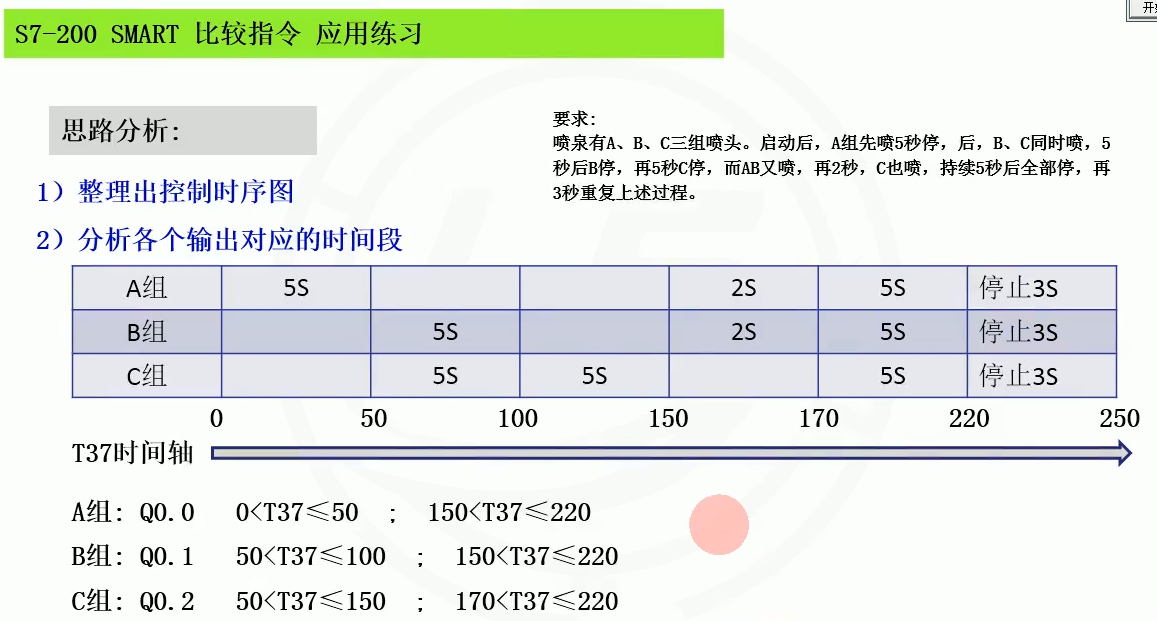 S7-200 SMART 比较指令 应用练习
思路分析:
要求:
喷泉有A、B、C三组喷头。启动后，A组先喷5秒停，后，B、C同时喷，5
秒后B停，再5秒C停，而AB又喷，再2秒，C也喷，持续5秒后全部停，再
3秒重复上述过程。
1）整理出控制时序图
2）分析各个输出对应的时间段
A组 5S 2S 5S 停止3S
B组 5S 2S 5S 停止3S
C组 5S 5S 5S 停止3S
0 50 100 150 170 220 250
T37时间轴
A组: Q0.0 0<T37≤50 ; 150<T37≤220
B组: Q0.1 50<T37≤100 ; 150<T37≤220
C组: Q0.2 50<T37≤150 ; 170<T37≤220